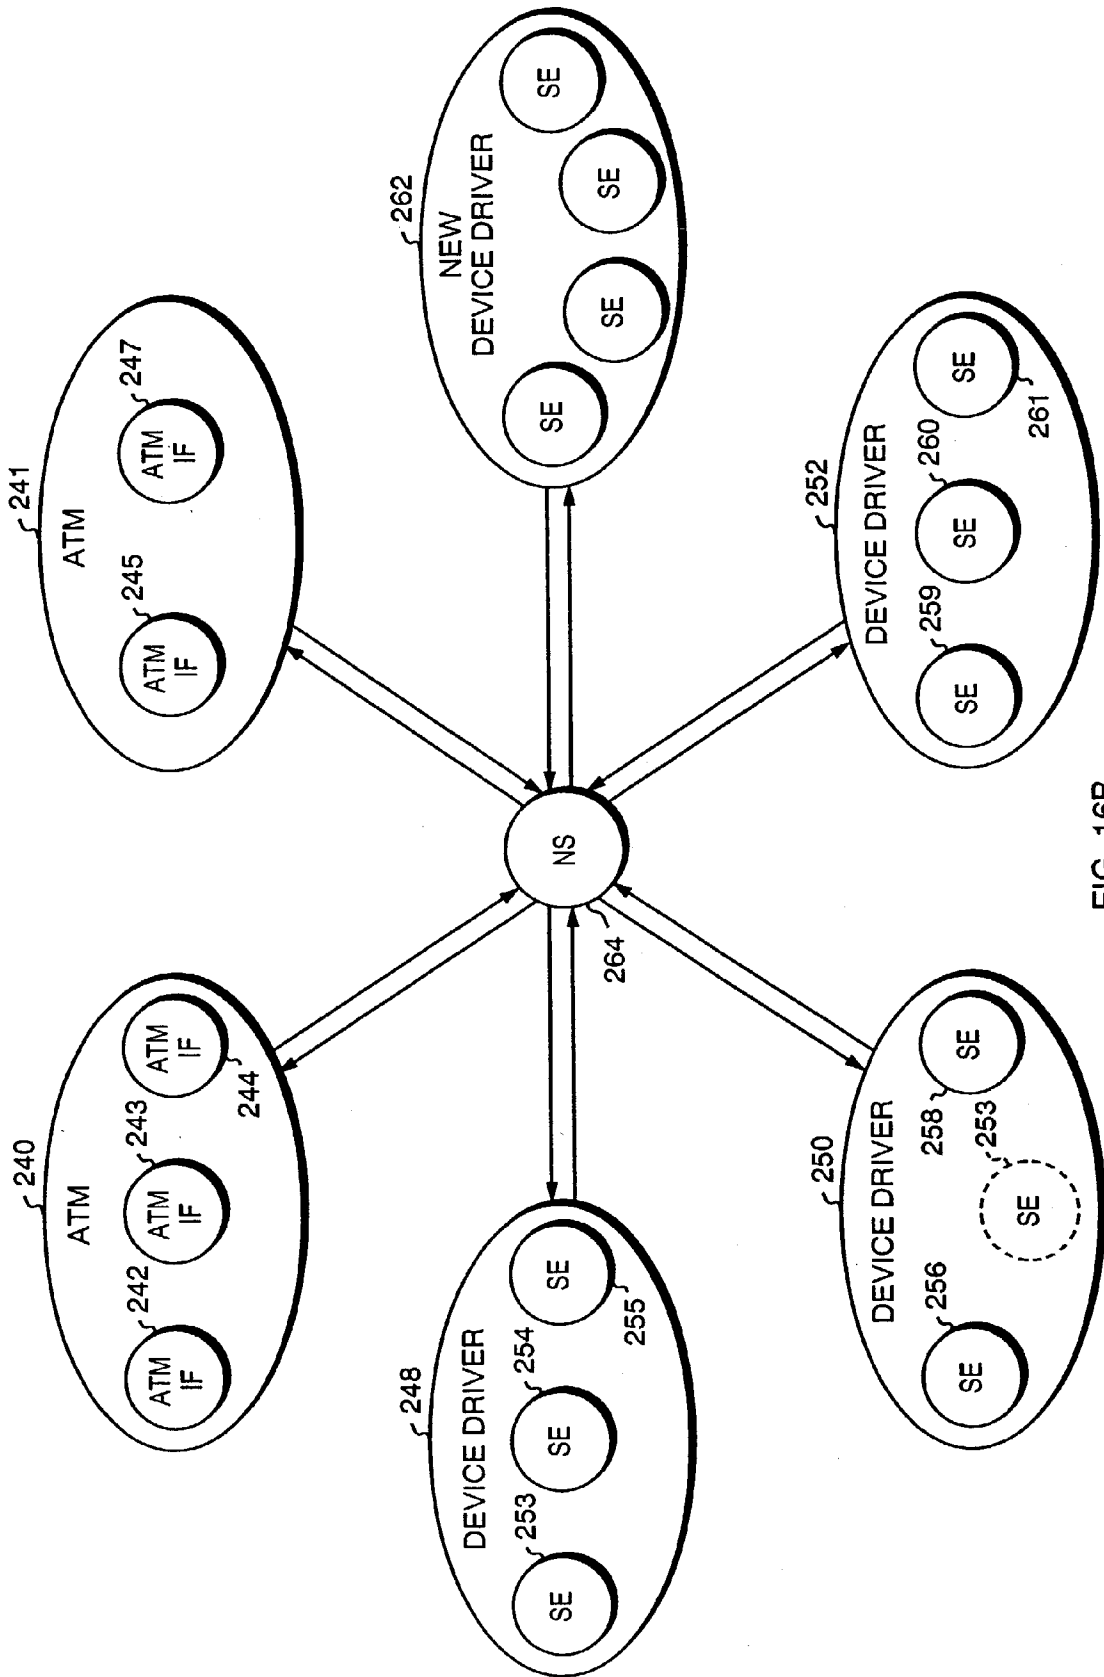 240
ATM
242
243
ATM
IF
ATM
IF
ATM
IF
244
241
ATM
245
247
ATM
IF
ATM
IF
248
DEVICE DRIVER
253
254
SE
SE
SE
255
NS
264
262
NEW
DEVICE DRIVER
SE
SE
SE
SE
250
DEVICE DRIVER
256
SE
258
SE
253
SE
252
DEVICE DRIVER
259
260
SE
SE
SE
261
FIG. 16B